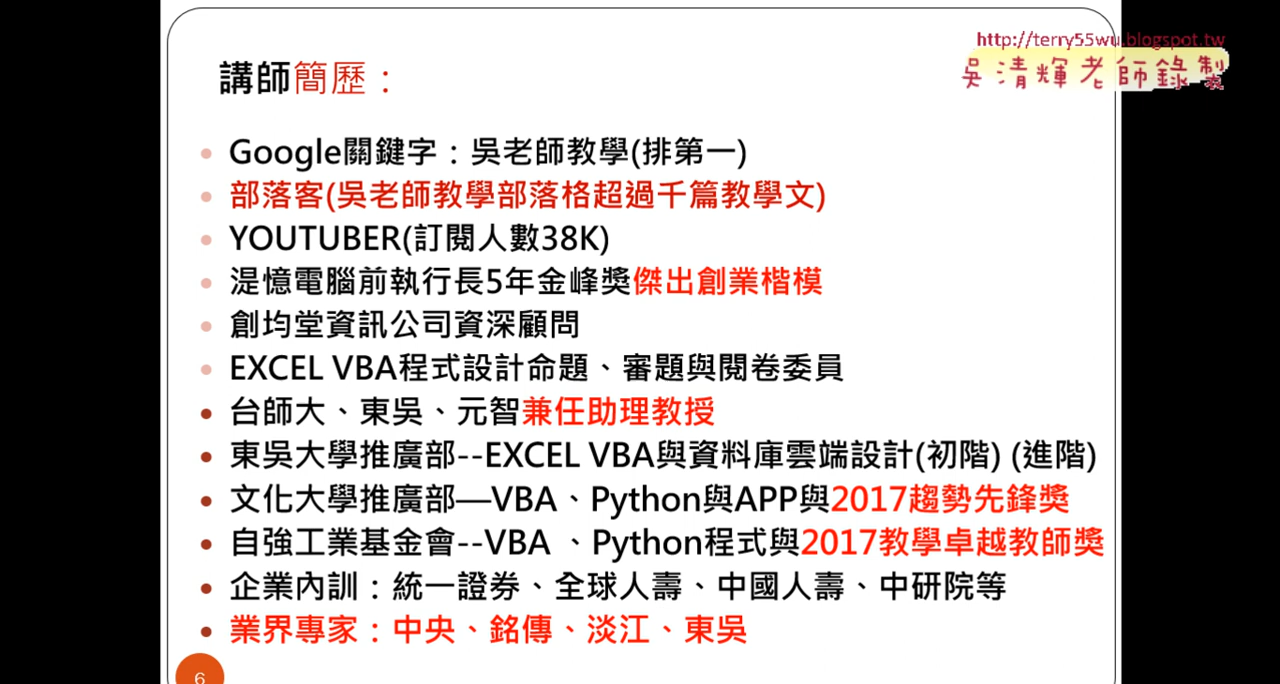 http://terry55wu.blogspot.tw
吳清輝老師錄製
講師簡歷：
Google關鍵字：吳老師教學(排第一)
部落客(吳老師教學部落格超過千篇教學文)
YOUTUBER(訂閱人數38K)
湜憶電腦前執行長5年金峰獎傑出創業楷模
創均堂資訊公司資深顧問
EXCEL VBA程式設計命題、審題與閱卷委員
台師大、東吳、元智兼任助理教授
東吳大學推廣部--EXCEL VBA與資料庫雲端設計(初階) (進階)
文化大學推廣部—VBA、Python與APP與2017趨勢先鋒獎
自強工業基金會--VBA 、Python程式與2017教學卓越教師獎
企業內訓：統一證券、全球人壽、中國人壽、中研院等
業界專家：中央、銘傳、淡江、東吳
6